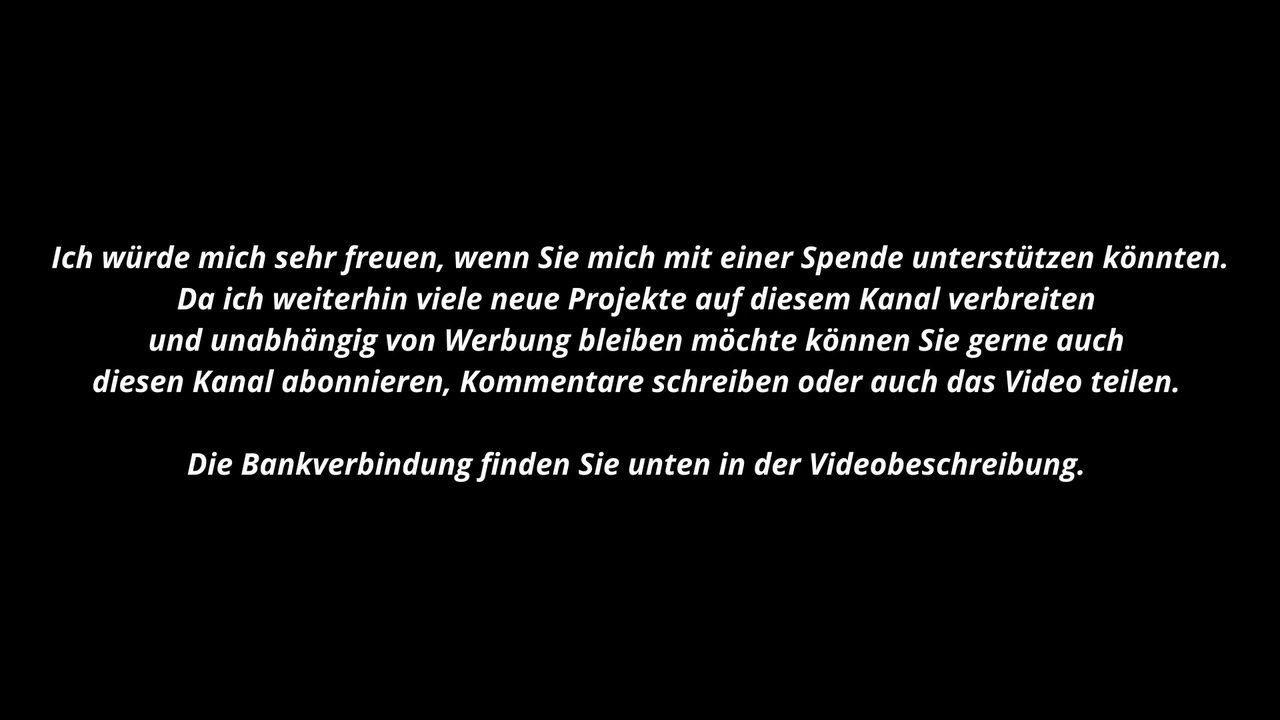 Ich würde mich sehr freuen, wenn Sie mich mit einer Spende unterstützen könnten.
Da ich weiterhin viele neue Projekte auf diesem Kanal verbreiten
und unabhängig von Werbung bleiben möchte können Sie gerne auch
diesen Kanal abonnieren, Kommentare schreiben oder auch das Video teilen.
Die Bankverbindung finden Sie unten in der Videobeschreibung.